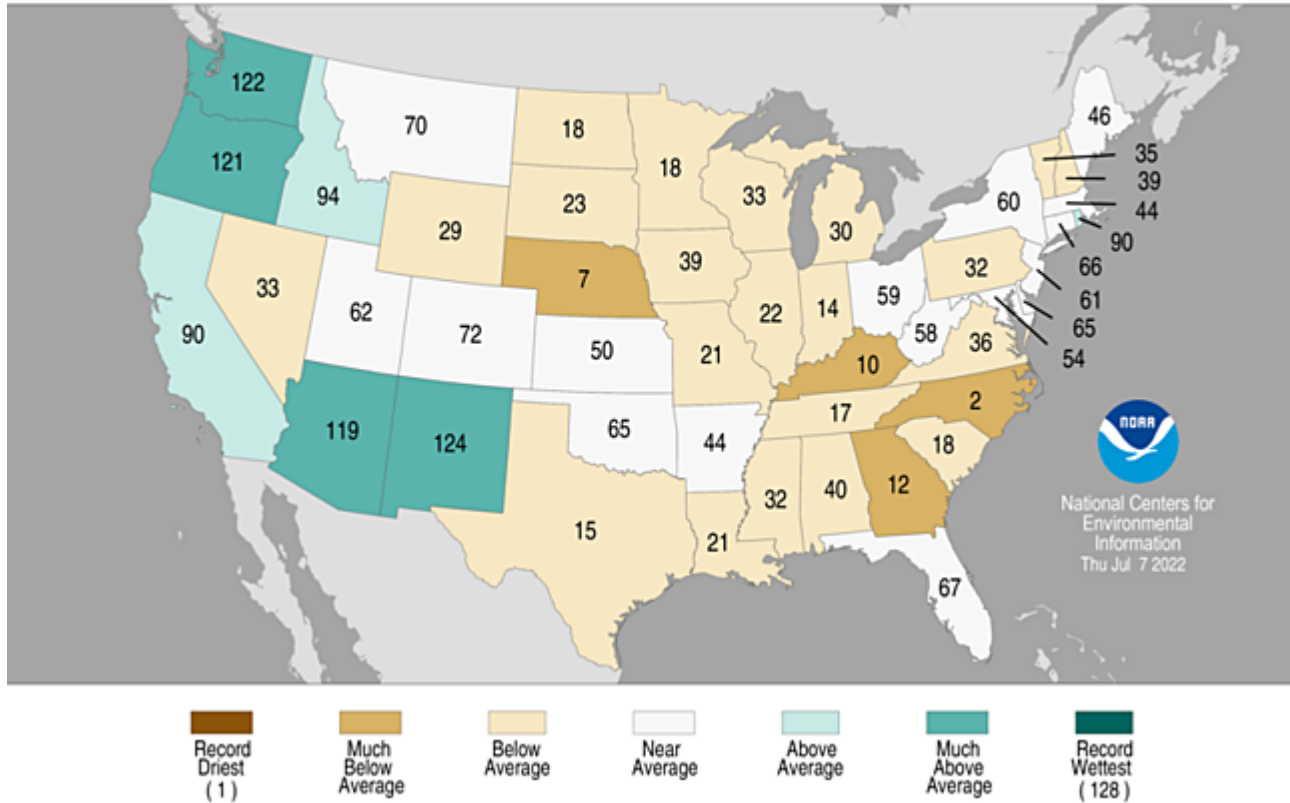 122
70
18
18
46
121
94
35
39
33
23
60
44
29
30
90
39
32
66
7
59
33
61
22
14
62
58
65
72
90
50
21
36
54
10
2
17
119
124
65
44
18
NOAA
12
40
32
National Centers for
Environmental
Information
Thu Jul 7 2022
15
21
67
Record
Driest
( 1 )
Much
Below
Average
Below
Average
Near
Average
Above
Average
Much
Above
Average
Record
Wettest
( 128 )